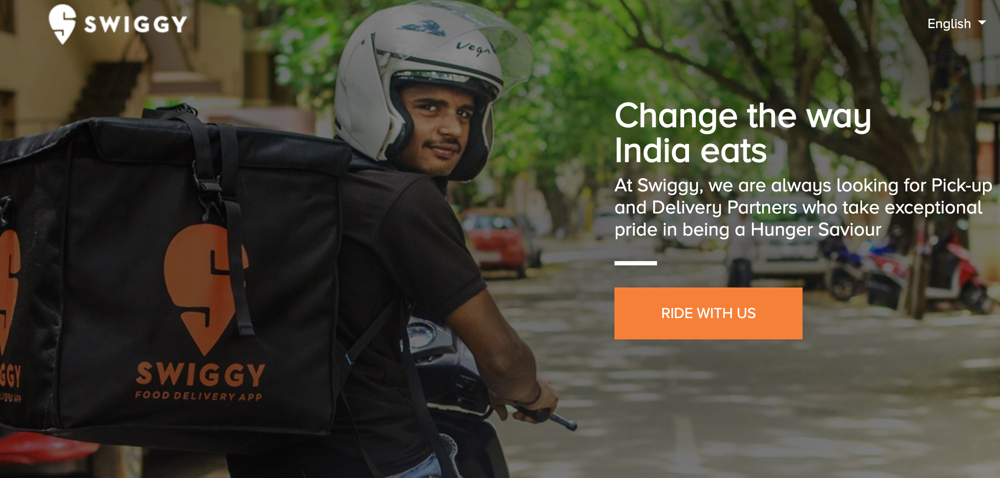 SWIGGY
English
Vega
Change the way
India eats
At Swiggy, we are always looking for Pick-up
and Delivery Partners who take exceptional
pride in being a Hunger Saviour
RIDE WITH US
SWIGGY
FOOD DELIVERY APP
GGY
APP